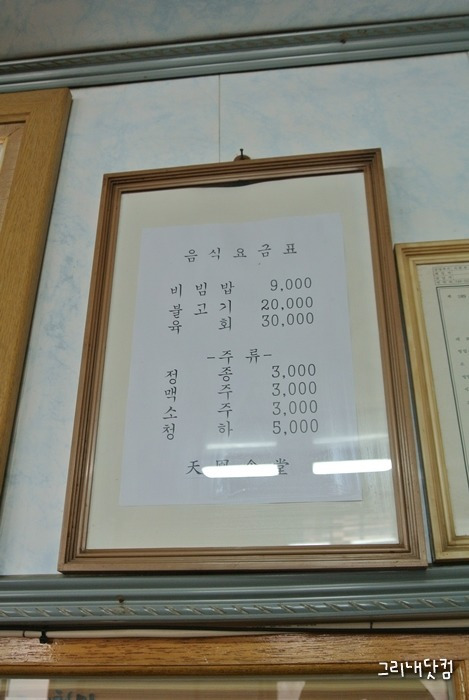 음식요금표
비빔밥 9,000
불고기 20,000
육회 30,000
-주류-
정종 3,000
맥주 3,000
소주 3,000
청하 5,000
天 堂
그리내닷컴